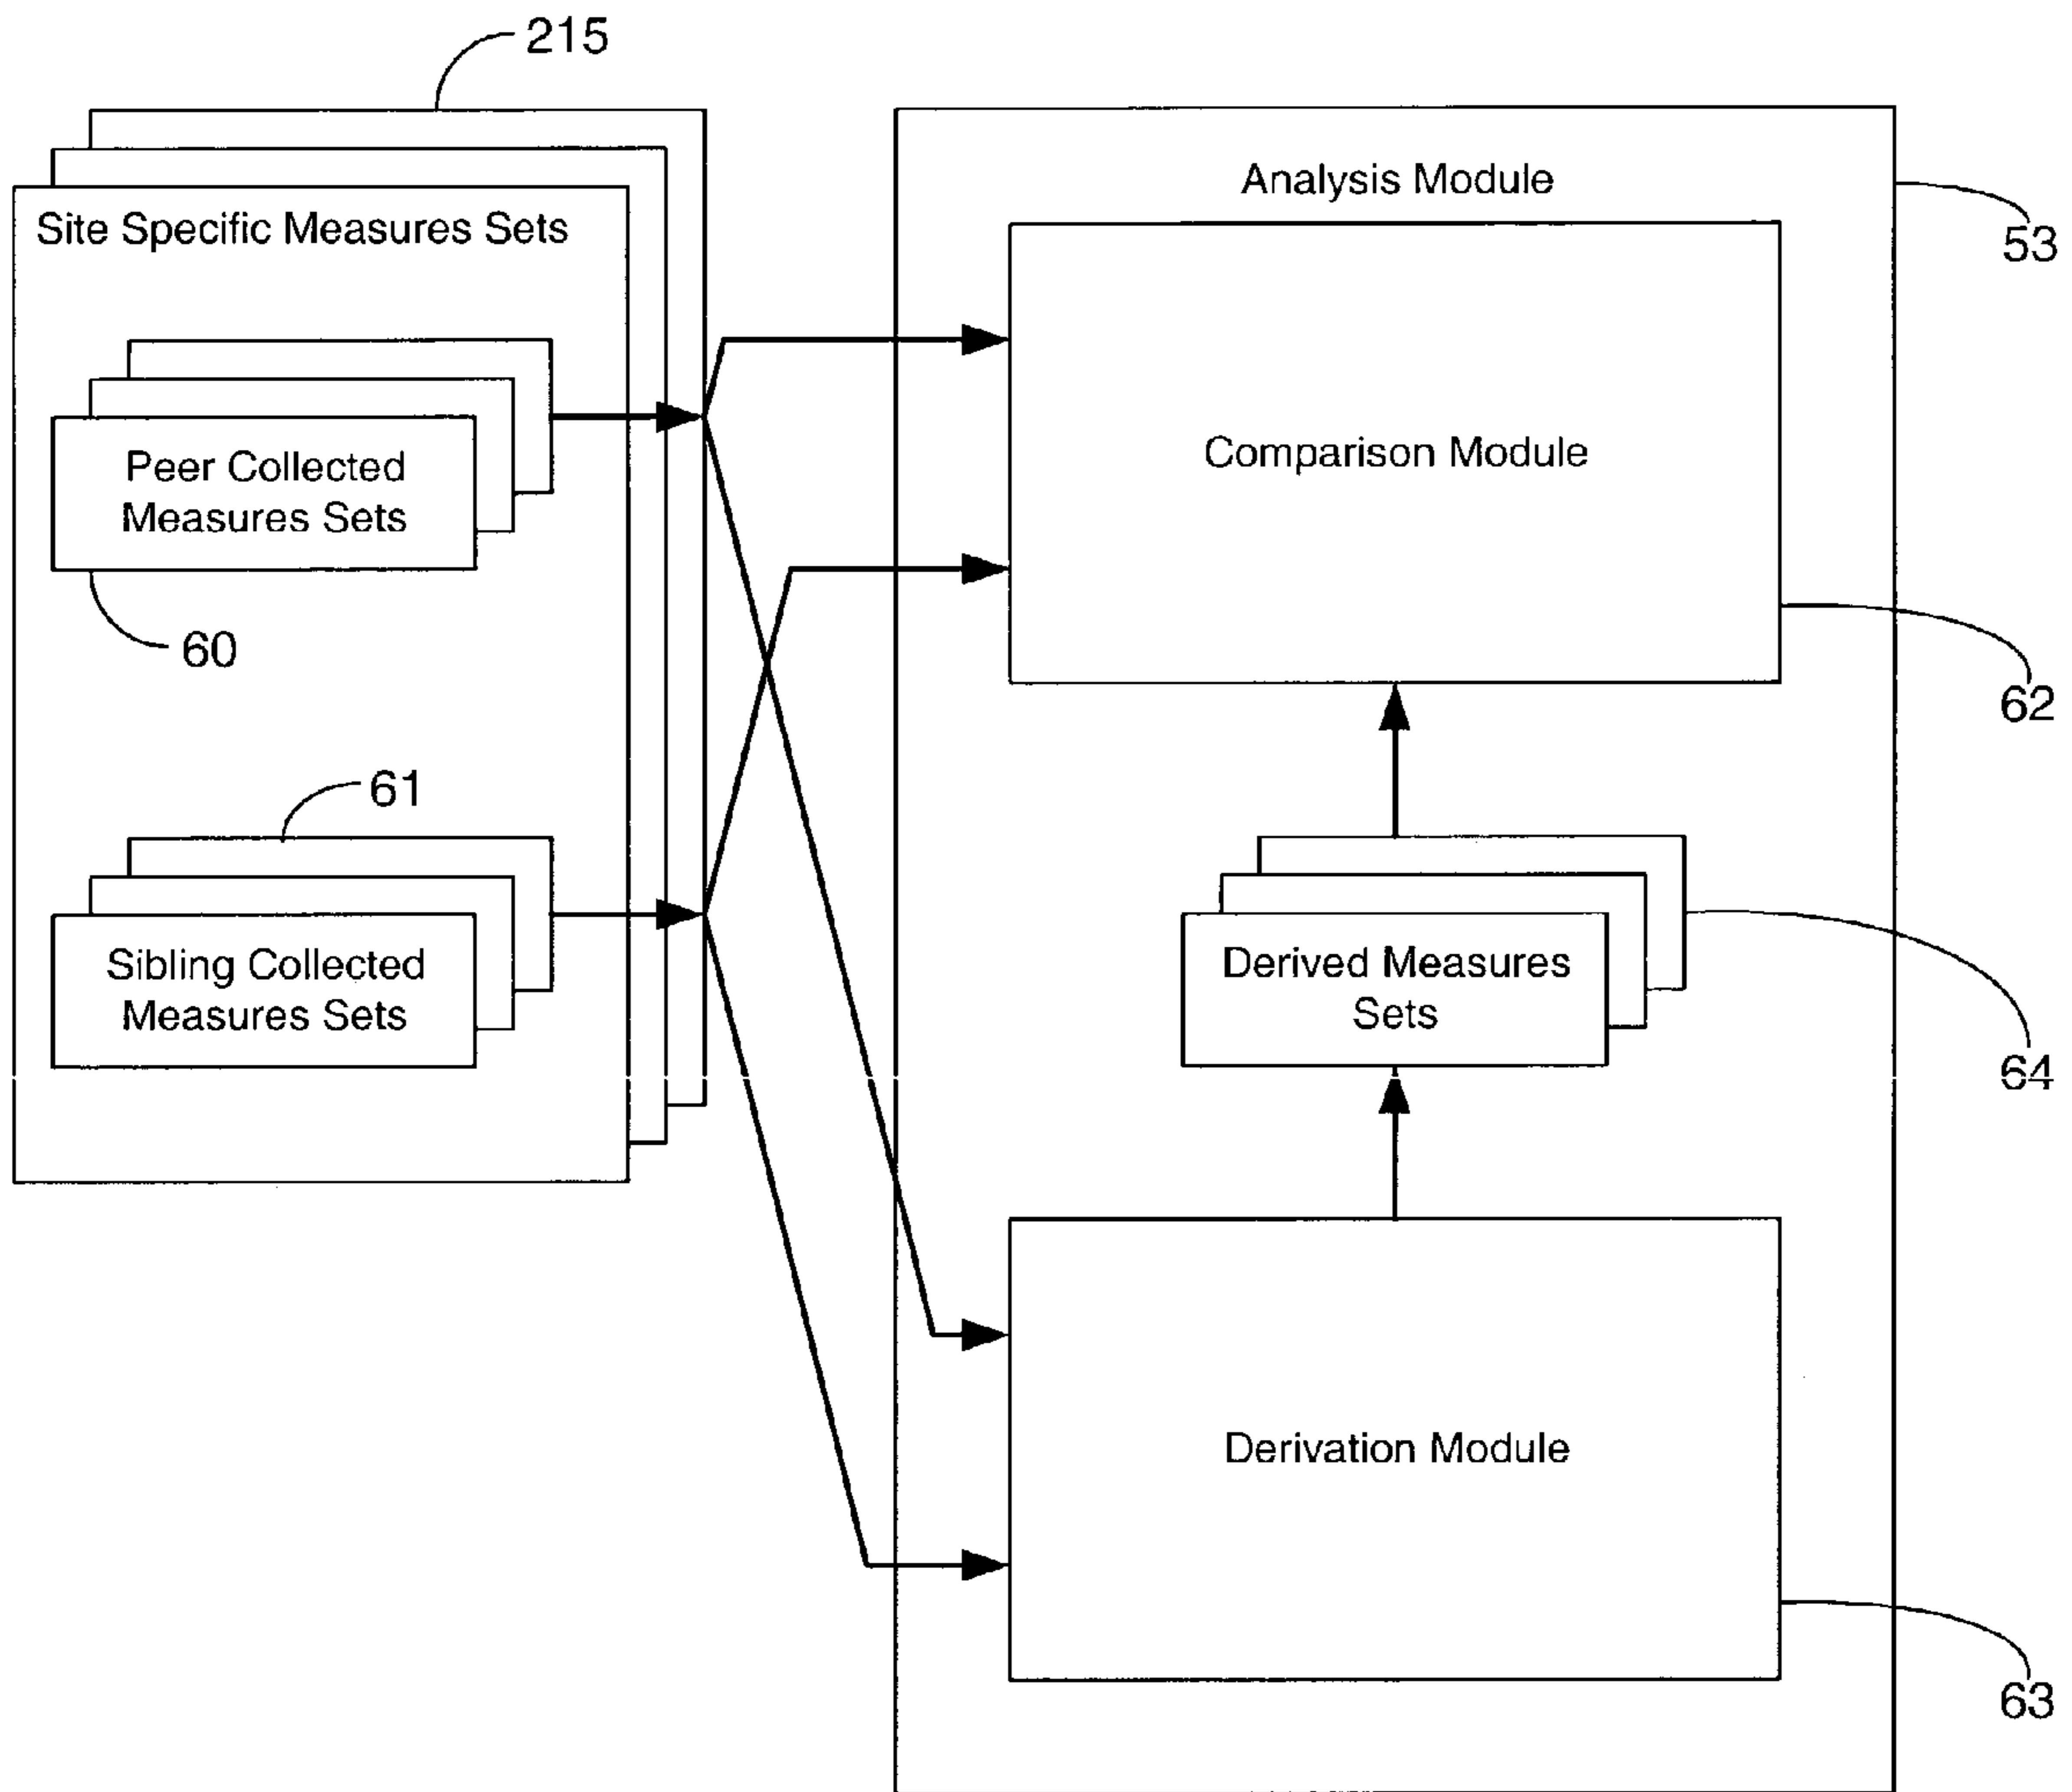 215
Site Specific Measures Sets
Peer Collected
Measures Sets
60
61
Sibling Collected
Measures Sets
Analysis Module
53
Comparison Module
62
Derived Measures
Sets
64
Derivation Module
63